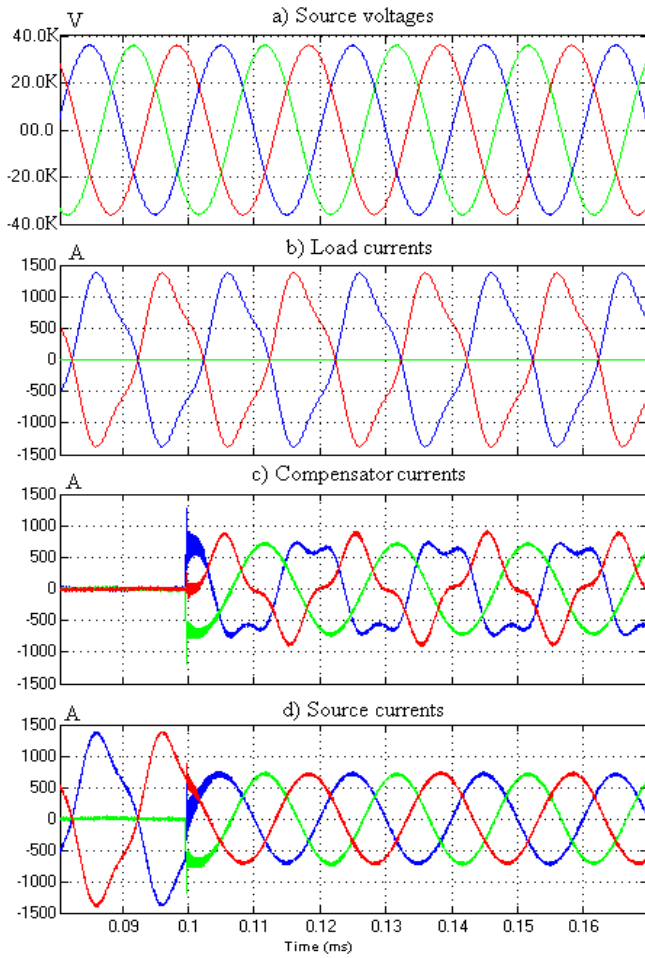 V
a) Source voltages
40.0K
20.0K
00.0
-20.0K
-40.0K
A
b) Load currents
1500
1000
500
0
-500
-1000
-1500
A
c) Compensator currents
1500
1000
500
0
-500
-1000
-1500
A
d) Source currents
1500
1000
500
0
-500
-1000
-1500
0.09 0.1 0.11 0.12 0.13 0.14 0.15 0.16
Time (ms)